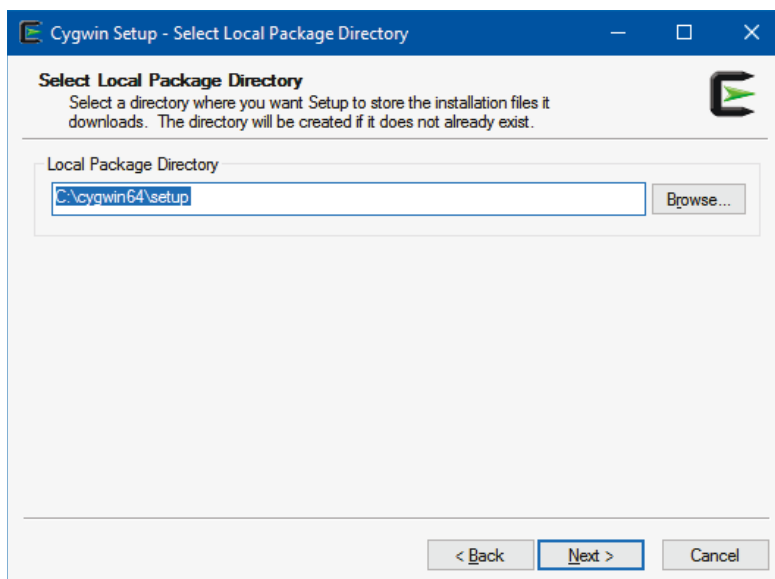 Cygwin Setup - Select Local Package Directory
Select Local Package Directory
Select a directory where you want Setup to store the installation files it
downloads.  The directory will be created if it does not already exist.
Local Package Directory
C:\cygwin64\setup
Browse...
< Back
Next >
Cancel